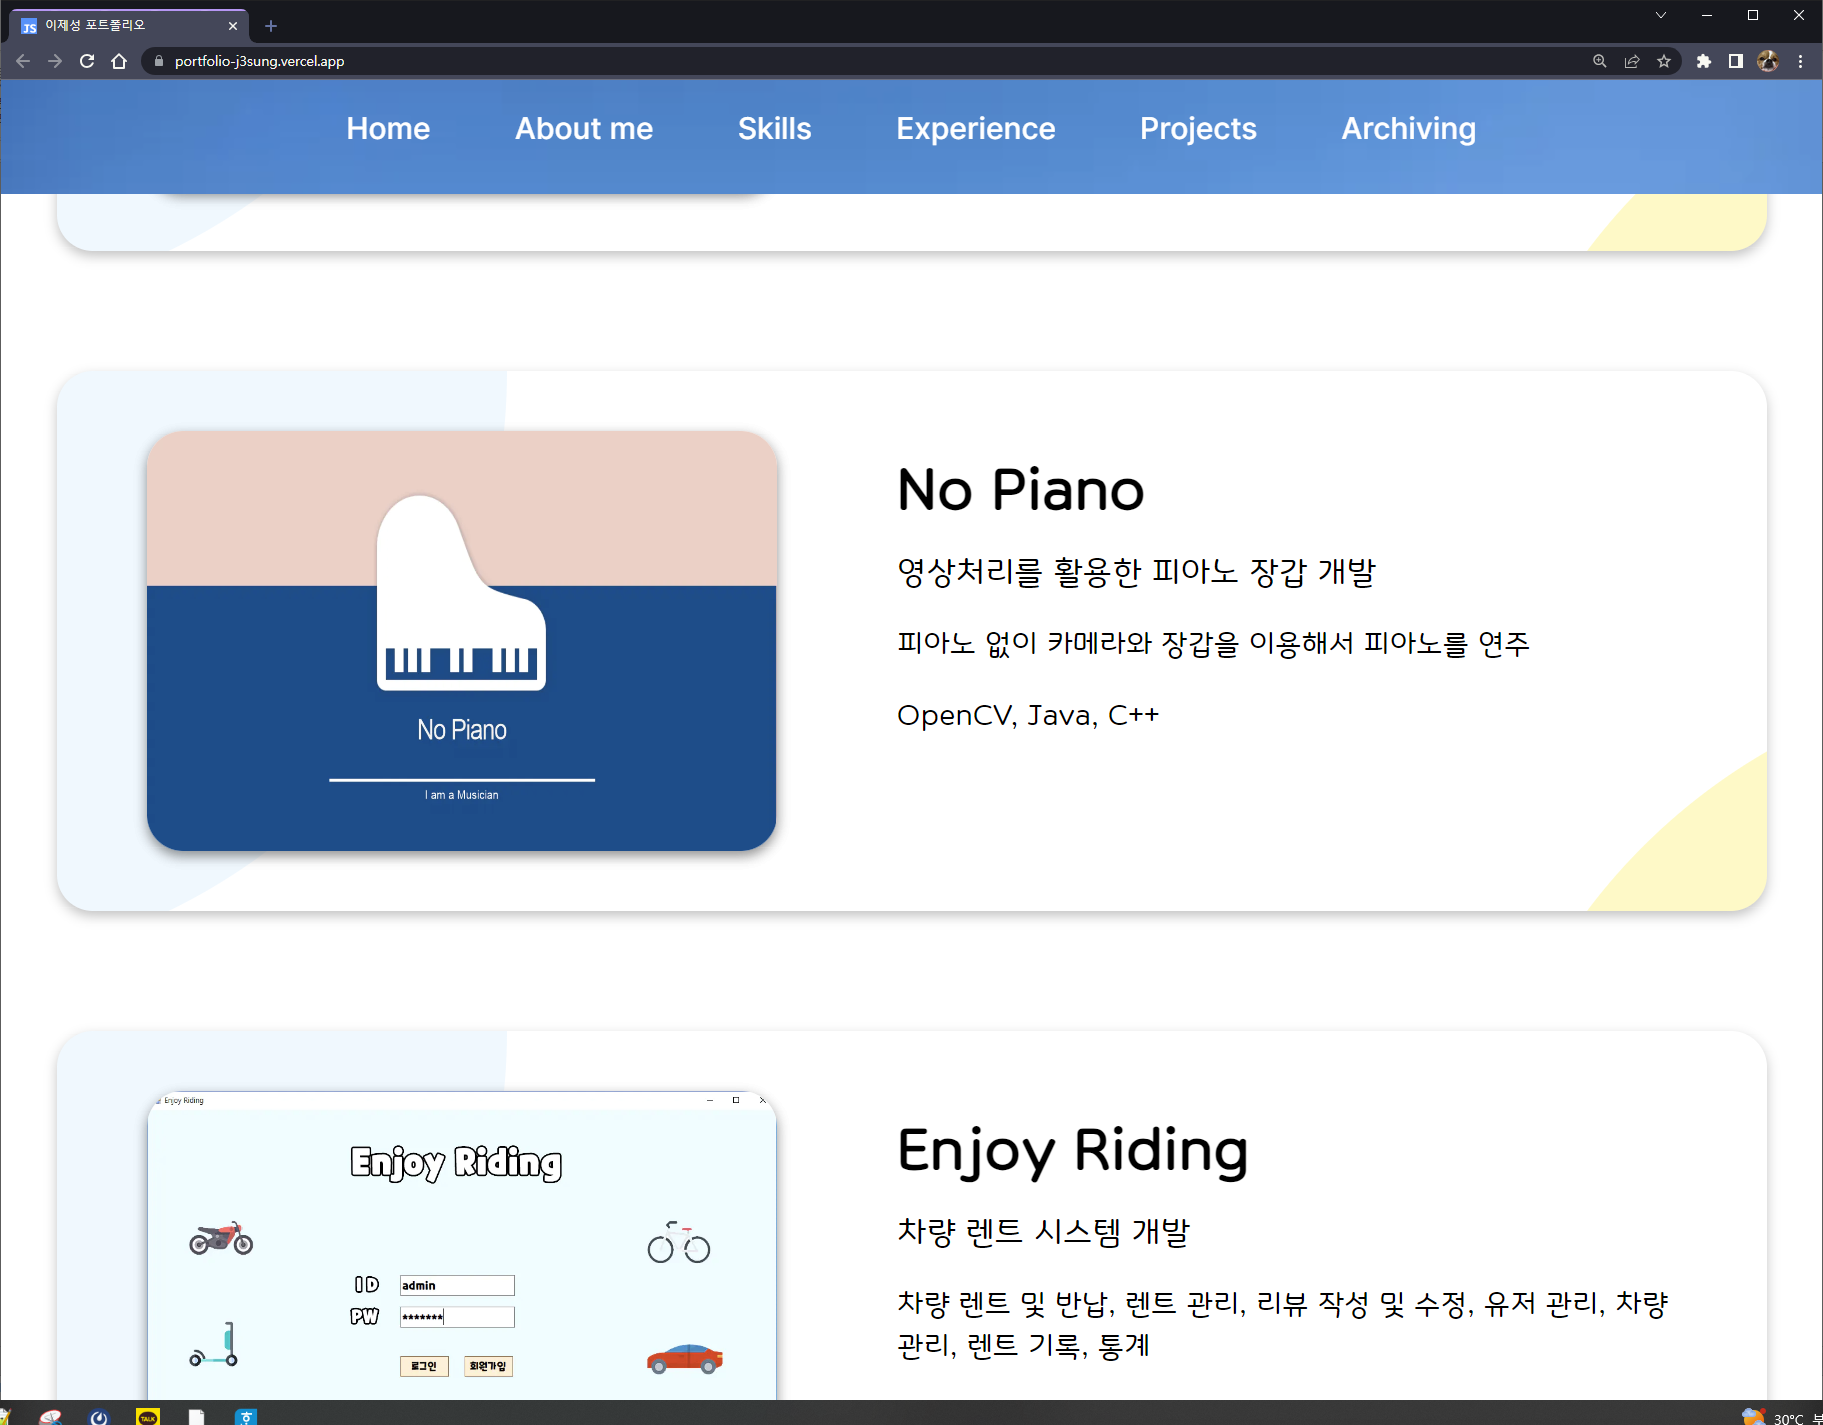 JS 이제성 포트폴리오
portfolio-j3sung.vercel.app
Home About me Skills Experience Projects Archiving
No Piano
I am a Musician
No Piano
영상처리를 활용한 피아노 장갑 개발
피아노 없이 카메라와 장갑을 이용해서 피아노를 연주
OpenCV, Java, C++
Enjoy Riding
Enjoy Riding
ID admin
PW *******
로그인 회원가입
Enjoy Riding
차량 렌트 시스템 개발
차량 렌트 및 반납, 렌트 관리, 리뷰 작성 및 수정, 유저 관리, 차량
관리, 렌트 기록, 통계
TALK 30°C